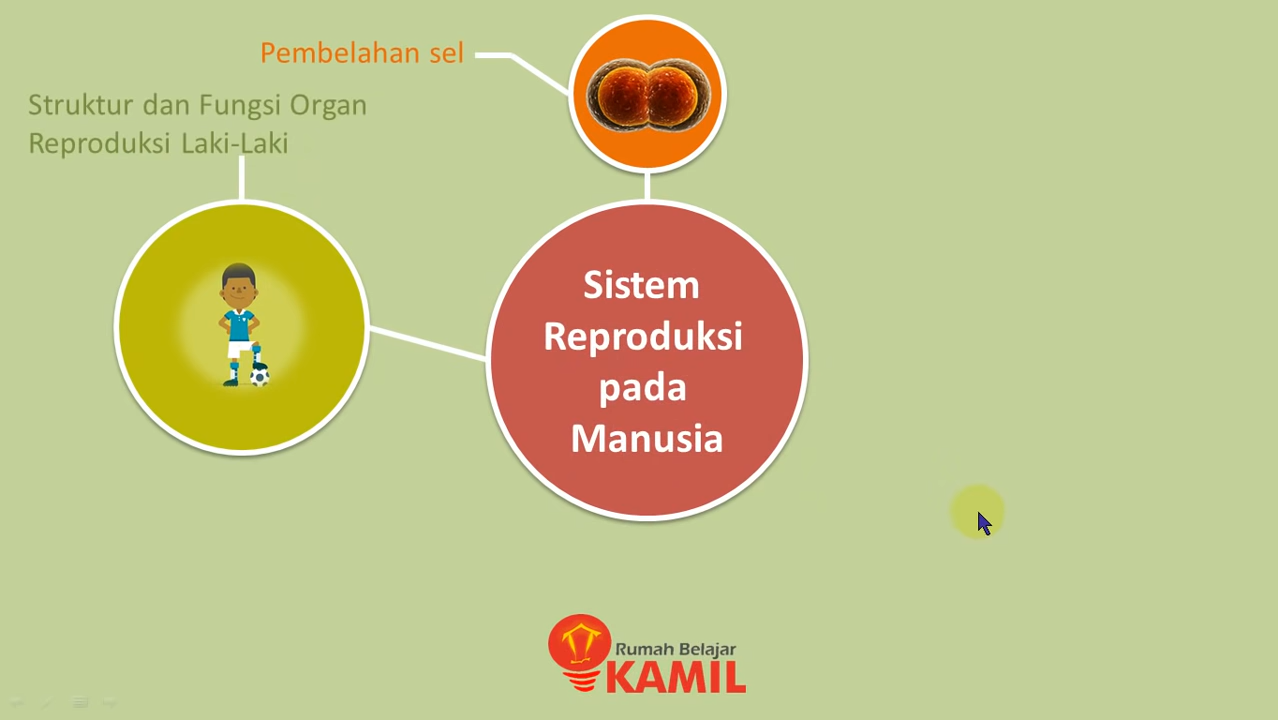 Pembelahan sel
Struktur dan Fungsi Organ
Reproduksi Laki-Laki
Sistem
Reproduksi
pada
Manusia
Rumah Belajar
KAMIL